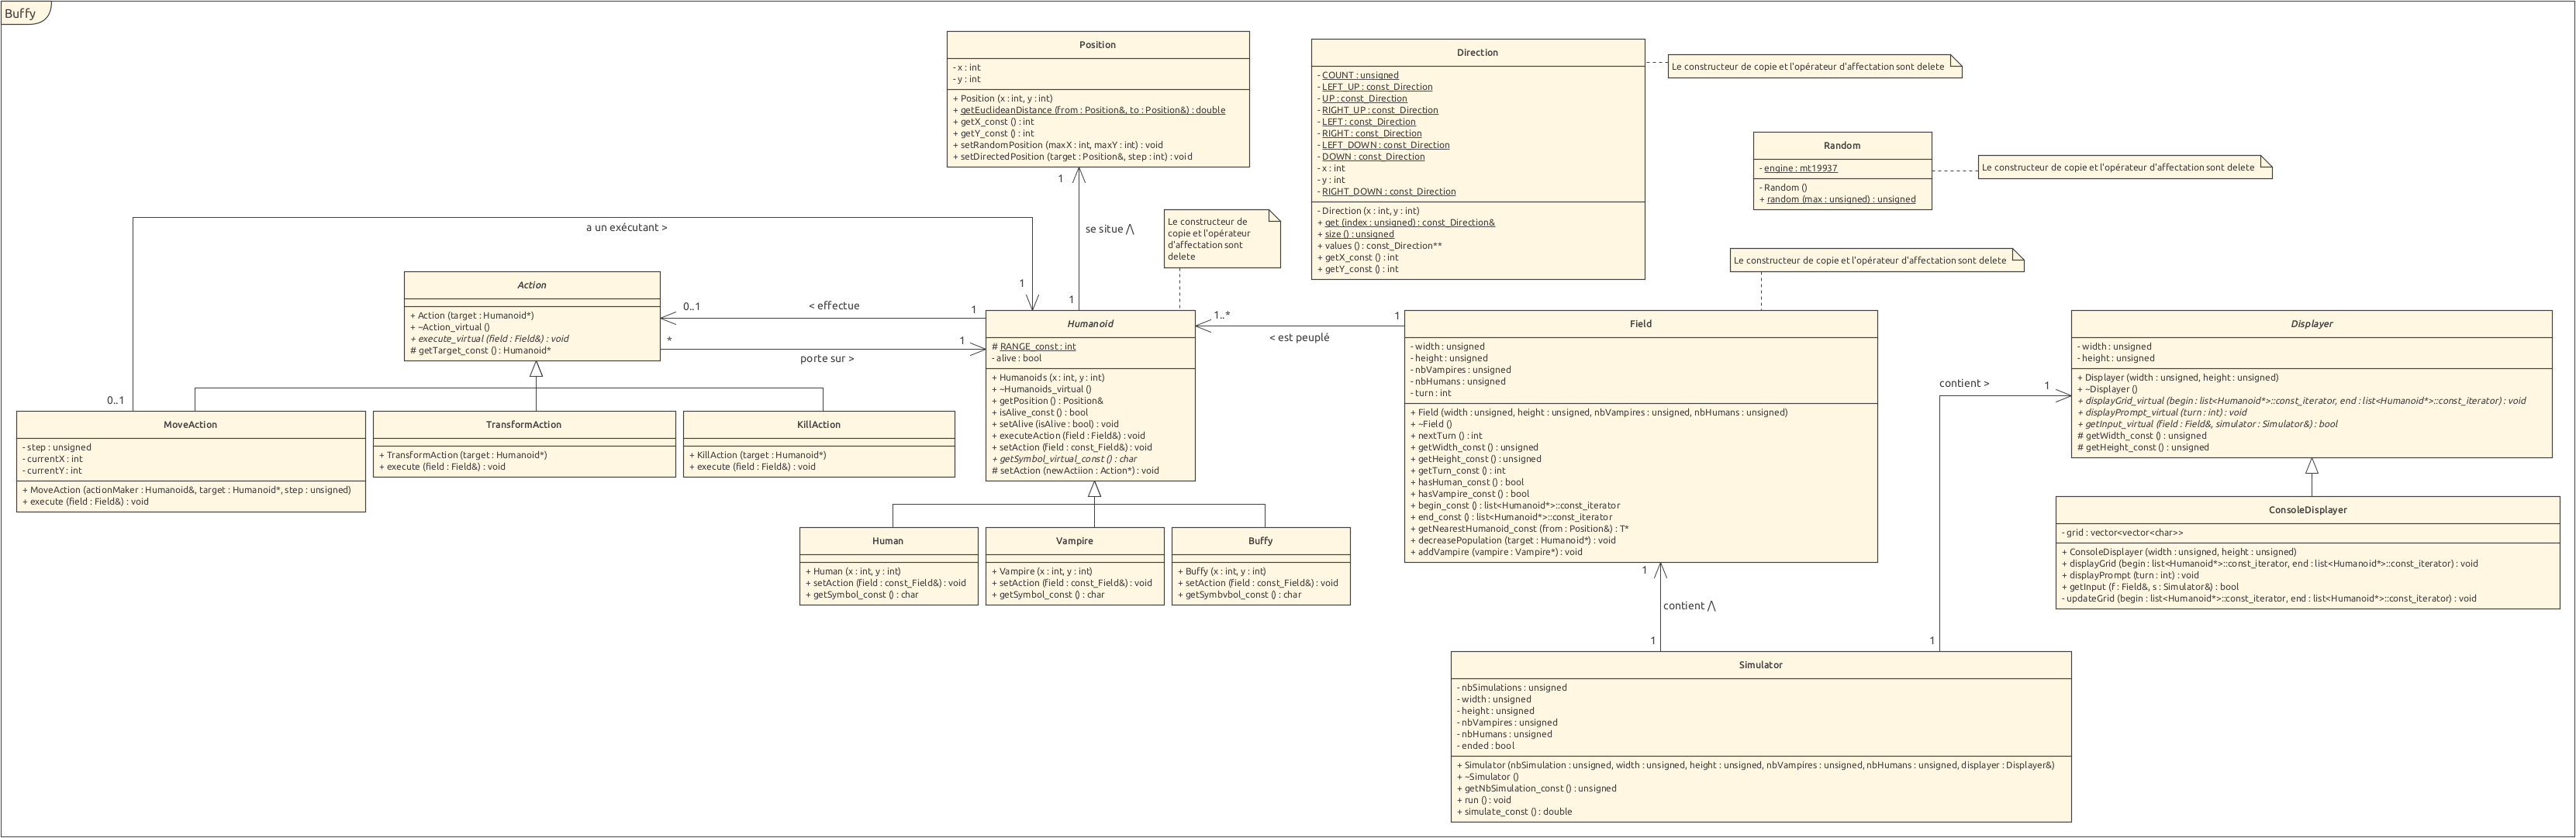 Buffy
Position
- x : int
- y : int
+ Position (x : int, y : int)
+ getEuclideanDistance (from : Position&, to : Position&) : double
+ getX_const () : int
+ getY_const () : int
+ setRandomPosition (maxX : int, maxY : int) : void
+ setDirectedPosition (target : Position&, step : int) : void
Direction
- COUNT : unsigned
- LEFT_UP : const_Direction
- UP : const_Direction
- RIGHT_UP : const_Direction
- LEFT : const_Direction
- RIGHT : const_Direction
- LEFT_DOWN : const_Direction
- DOWN : const_Direction
- x : int
- y : int
- RIGHT_DOWN : const_Direction
- Direction (x : int, y : int)
+ get (index : unsigned) : const_Direction&
+ size () : unsigned
+ values () : const_Direction**
+ getX_const () : int
+ getY_const () : int
Le constructeur de copie et l'opérateur d'affectation sont delete
Random
- engine : mt19937
- Random ()
+ random (max : unsigned) : unsigned
Le constructeur de copie et l'opérateur d'affectation sont delete
1
se situe /\
1
Le constructeur de
copie et l'opérateur
d'affectation sont
delete
Le constructeur de copie et l'opérateur d'affectation sont delete
a un exécutant >
1
0..1
Action
+ Action (target : Humanoid*)
+ ~Action_virtual ()
+ execute_virtual (field : Field&) : void
# getTarget_const () : Humanoid*
0..1
< effectue
1
*
porte sur >
1
Humanoid
# RANGE_const : int
- alive : bool
+ Humanoids (x : int, y : int)
+ ~Humanoids_virtual ()
+ getPosition () : Position&
+ isAlive_const () : bool
+ setAlive (isAlive : bool) : void
+ executeAction (field : Field&) : void
+ setAction (field : const_Field&) : void
+ getSymbol_virtual_const () : char
# setAction (newActiion : Action*) : void
1..*
< est peuplé
1
Field
- width : unsigned
- height : unsigned
- nbVampires : unsigned
- nbHumans : unsigned
- turn : int
+ Field (width : unsigned, height : unsigned, nbVampires : unsigned, nbHumans : unsigned)
+ ~Field ()
+ nextTurn () : int
+ getWidth_const () : unsigned
+ getHeight_const () : unsigned
+ getTurn_const () : int
+ hasHuman_const () : bool
+ hasVampire_const () : bool
+ begin_const () : list<Humanoid*>::const_iterator
+ end_const () : list<Humanoid*>::const_iterator
+ getNearestHumanoid_const (from : Position&) : T*
+ decreasePopulation (target : Humanoid*) : void
+ addVampire (vampire : Vampire*) : void
Displayer
- width : unsigned
- height : unsigned
+ Displayer (width : unsigned, height : unsigned)
+ ~Displayer ()
+ displayGrid_virtual (begin : list<Humanoid*>::const_iterator, end : list<Humanoid*>::const_iterator) : void
+ displayPrompt_virtual (turn : int) : void
+ getInput_virtual (field : Field&, simulator : Simulator&) : bool
# getWidth_const () : unsigned
# getHeight_const () : unsigned
contient >
1
MoveAction
- step : unsigned
- currentX : int
- currentY : int
+ MoveAction (actionMaker : Humanoid&, target : Humanoid*, step : unsigned)
+ execute (field : Field&) : void
TransformAction
+ TransformAction (target : Humanoid*)
+ execute (field : Field&) : void
KillAction
+ KillAction (target : Humanoid*)
+ execute (field : Field&) : void
Human
+ Human (x : int, y : int)
+ setAction (field : const_Field&) : void
+ getSymbol_const () : char
Vampire
+ Vampire (x : int, y : int)
+ setAction (field : const_Field&) : void
+ getSymbol_const () : char
Buffy
+ Buffy (x : int, y : int)
+ setAction (field : const_Field&) : void
+ getSymbvbol_const () : char
ConsoleDisplayer
- grid : vector<vector<char>>
+ ConsoleDisplayer (width : unsigned, height : unsigned)
+ displayGrid (begin : list<Humanoid*>::const_iterator, end : list<Humanoid*>::const_iterator) : void
+ displayPrompt (turn : int) : void
+ getInput (f : Field&, s : Simulator&) : bool
- updateGrid (begin : list<Humanoid*>::const_iterator, end : list<Humanoid*>::const_iterator) : void
1
contient /\
1
1
Simulator
- nbSimulations : unsigned
- width : unsigned
- height : unsigned
- nbVampires : unsigned
- nbHumans : unsigned
- ended : bool
+ Simulator (nbSimulation : unsigned, width : unsigned, height : unsigned, nbVampires : unsigned, nbHumans : unsigned, displayer : Displayer&)
+ ~Simulator ()
+ getNbSimulation_const () : unsigned
+ run () : void
+ simulate_const () : double